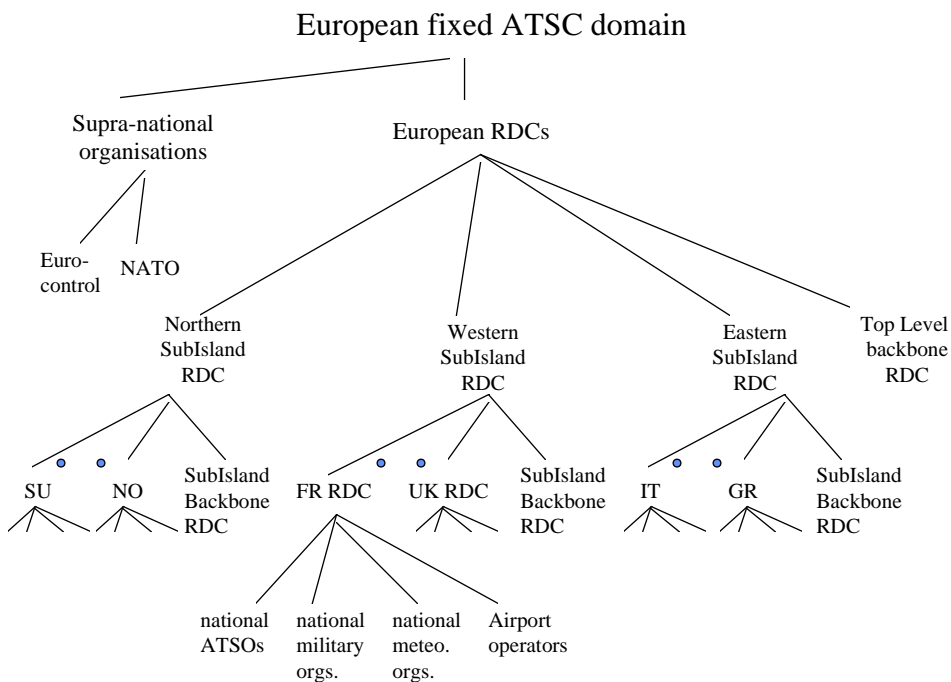 European fixed ATSC domain
Supra-national
organisations
European RDCs
Euro-
control
NATO
Northern
SubIsland
RDC
Western
SubIsland
RDC
Eastern
SubIsland
RDC
Top Level
backbone
RDC
SU
NO
SubIsland
Backbone
RDC
FR RDC
UK RDC
SubIsland
Backbone
RDC
IT
GR
SubIsland
Backbone
RDC
national
ATSOs
national
military
orgs.
national
meteo.
orgs.
Airport
operators